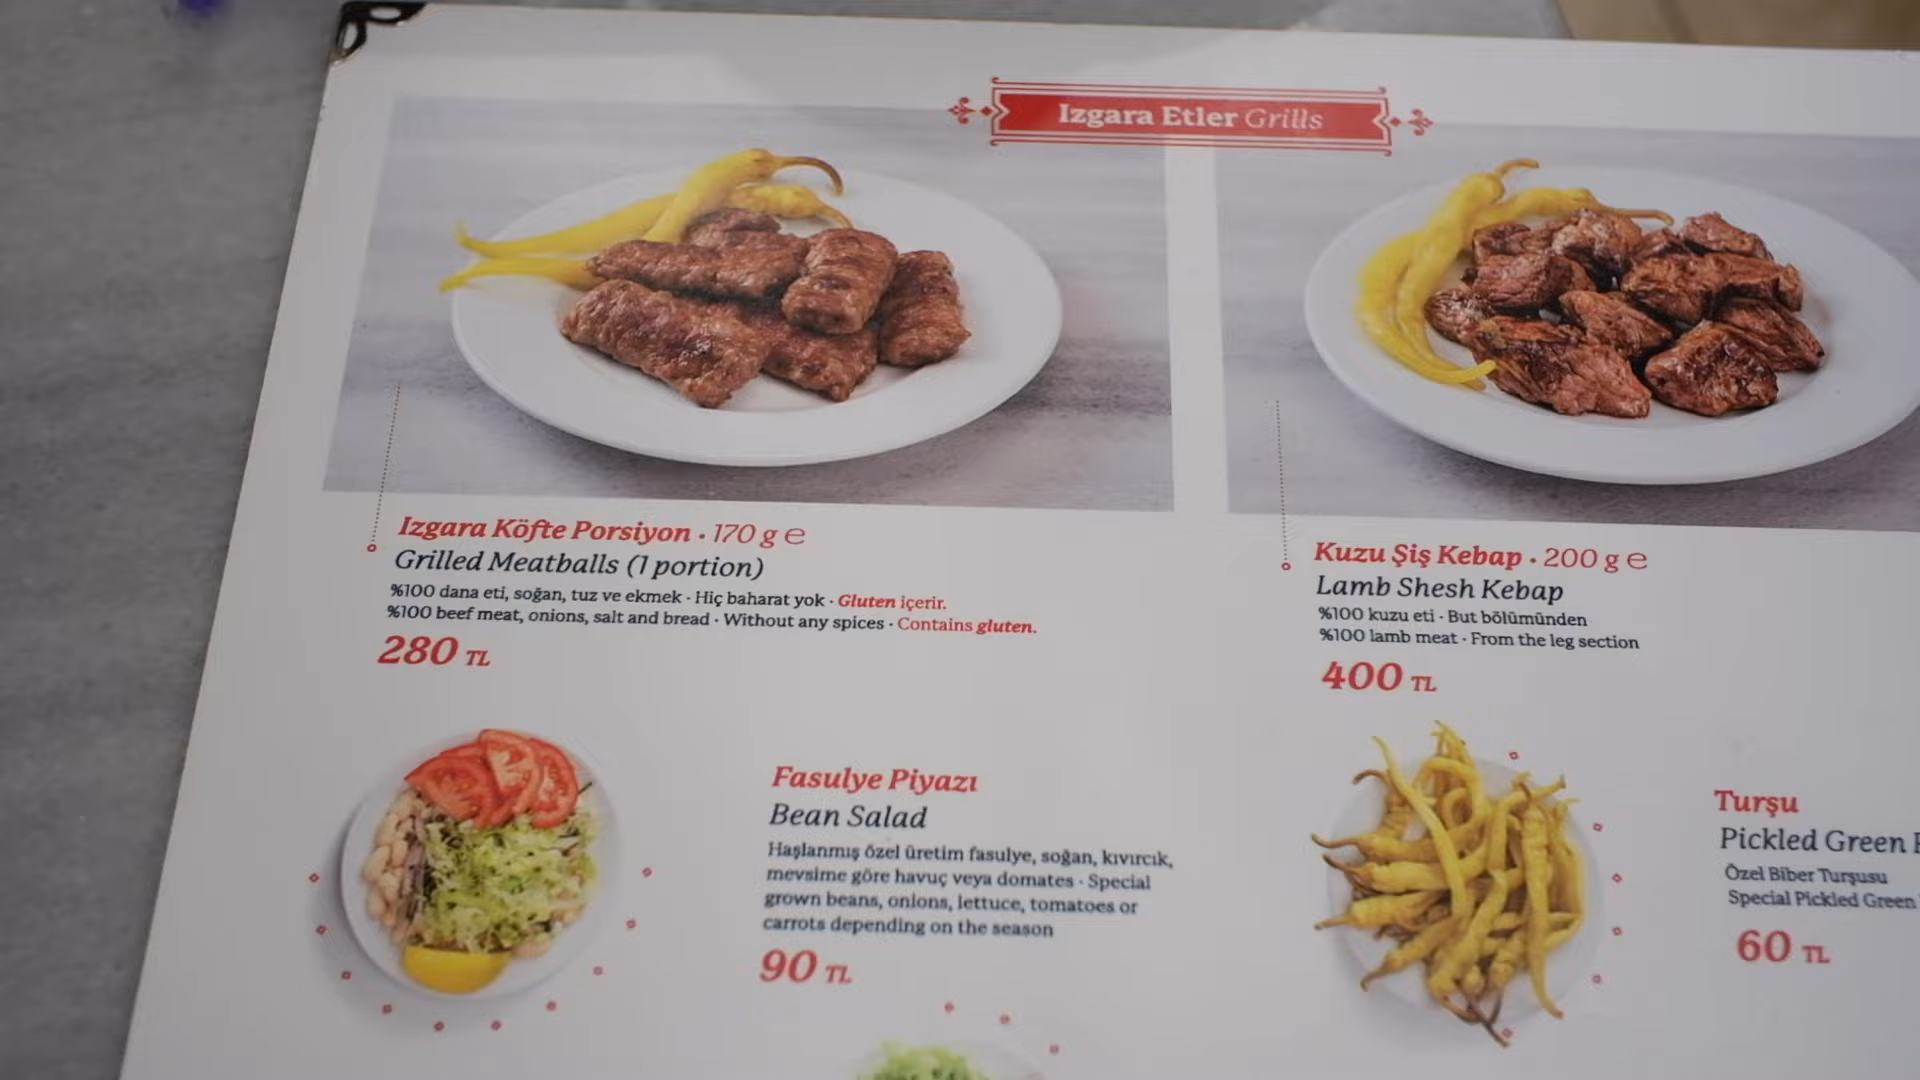 Izgara Etler Grills
Izgara Köfte Porsiyon · 170 g ℮
Grilled Meatballs (1 portion)
%100 dana eti, soğan, tuz ve ekmek · Hiç baharat yok · Gluten içerir.
%100 beef meat, onions, salt and bread · Without any spices · Contains gluten.
280 TL
Kuzu Şiş Kebap · 200 g ℮
Lamb Shesh Kebap
%100 kuzu eti · But bölümünden
%100 lamb meat · From the leg section
400 TL
Fasulye Piyazı
Bean Salad
Haşlanmış özel üretim fasulye, soğan, kıvırcık,
mevsime göre havuç veya domates · Special
grown beans, onions, lettuce, tomatoes or
carrots depending on the season
90 TL
Turşu
Pickled Green
Özel Biber Turşusu
Special Pickled Green
60 TL